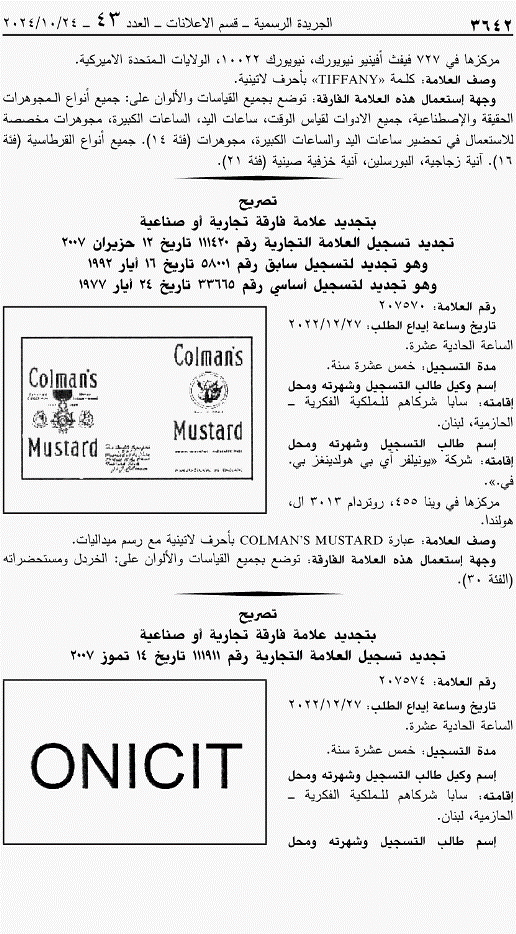 ٣٦٤٢
الجريدة الرسمية – قسم الاعلانات – العدد ٤٣ – ٢٠٢٤/١٠/٢٤
مركزها في ٧٢٧ فيفث أفينيو نيويورك، نيويورك ١٠٠٢٢، الولايات المتحدة الاميركية.
وصف العلامة: كلمة «TIFFANY» بأحرف لاتينية.
وجهة إستعمال هذه العلامة الفارقة: توضع بجميع القياسات والألوان على: جميع أنواع المجوهرات
الحقيقة والإصطناعية، جميع الادوات لقياس الوقت، ساعات اليد، الساعات الكبيرة، مجوهرات مخصصة
للاستعمال في تحضير ساعات اليد والساعات الكبيرة، مجوهرات (فئة ١٤). جميع أنواع القرطاسية (فئة
١٦). آنية زجاجية، البورسلين، آنية خزفية صينية (فئة ٢١).
تصريح
بتجديد علامة فارقة تجارية أو صناعية
تجديد تسجيل العلامة التجارية رقم ١١١٤٢٠ تاريخ ١٢ حزيران ٢٠٠٧
وهو تجديد لتسجيل سابق رقم ٥٨٠٠١ تاريخ ١٦ أيار ١٩٩٢
وهو تجديد لتسجيل أساسي رقم ٣٣٦٦٥ تاريخ ٢٤ أيار ١٩٧٧
رقم العلامة: ٢٠٧٥٧٠
تاريخ وساعة إيداع الطلب: ٢٠٢٢/١٢/٢٧
الساعة الحادية عشرة.
مدة التسجيل: خمس عشرة سنة.
إسم وكيل طالب التسجيل وشهرته ومحل
إقامته: سابا شركاهم للملكية الفكرية –
الحازمية، لبنان.
إسم طالب التسجيل وشهرته ومحل
إقامته: شركة «يونيلفر أي بي هولدينغز بي.
في.».
مركزها في وينا ٤٥٥، روتردام ٣٠١٣ ال،
هولندا.
Colman's
Mustard
Colman's
Mustard
وصف العلامة: عبارة COLMAN'S MUSTARD بأحرف لاتينية مع رسم ميداليات.
وجهة إستعمال هذه العلامة الفارقة: توضع بجميع القياسات والألوان على: الخردل ومستحضراته
(الفئة ٣٠).
تصريح
بتجديد علامة فارقة تجارية أو صناعية
تجديد تسجيل العلامة التجارية رقم ١١١٩١١ تاريخ ١٤ تموز ٢٠٠٧
رقم العلامة: ٢٠٧٥٧٤
تاريخ وساعة إيداع الطلب: ٢٠٢٢/١٢/٢٧
الساعة الحادية عشرة.
مدة التسجيل: خمس عشرة سنة.
إسم وكيل طالب التسجيل وشهرته ومحل
إقامته: سابا شركاهم للملكية الفكرية –
الحازمية، لبنان.
إسم طالب التسجيل وشهرته ومحل
ONICIT